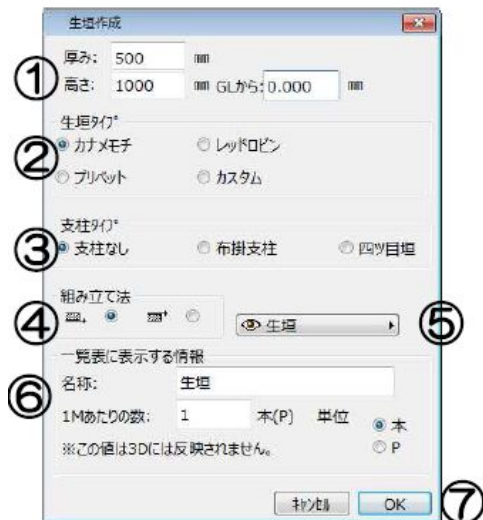 生垣作成
厚み: 500 mm
① 高さ: 1000 mm GLから: 0.000 mm
生垣タイプ
② カナメモチ レッドロビン
プリベット カスタム
支柱タイプ
③ 支柱なし 布掛支柱 四ツ目垣
組み立て法
④ 生垣 ⑤
一覧表に表示する情報
⑥ 名称: 生垣
1Mあたりの数: 1 本(P) 単位 本
※この値は3Dには反映されません。 P
キャンセル OK ⑦